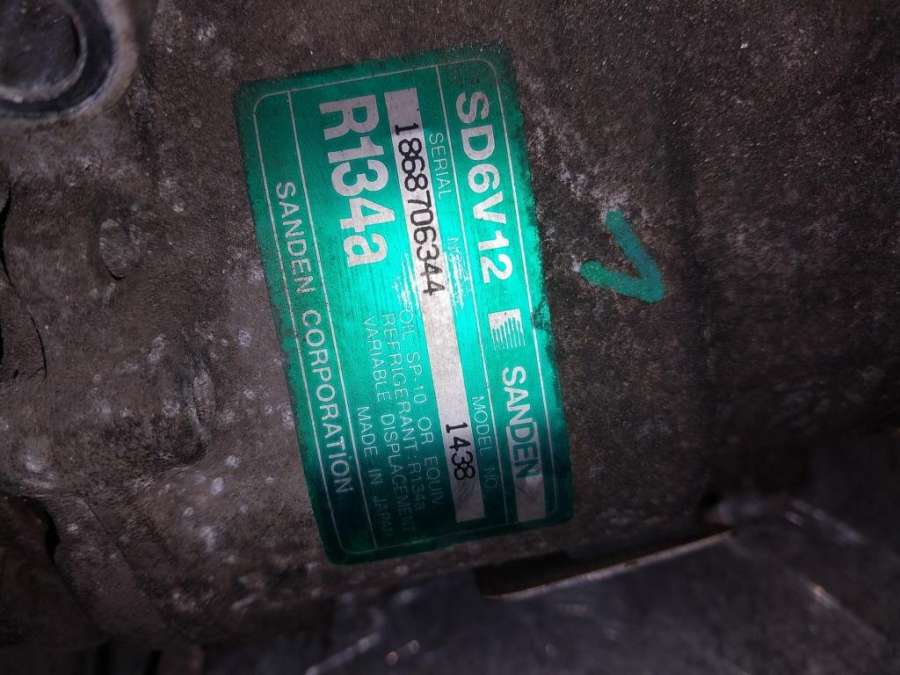 SD6V12 SANDEN
SERIAL NO. MODEL NO.
1868706344 1438
R134a
OIL SP-10 OR EQUIV
REFRIGERANT:R134a
VARIABLE DISPLACEMENT
MADE IN JAPAN
SANDEN CORPORATION